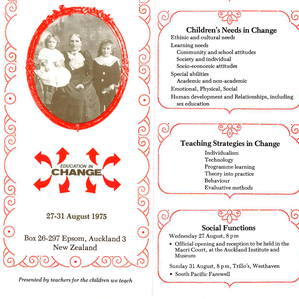 EDUCATION IN
CHANGE
27-31 August 1975
Box 26-297 Epsom, Auckland 3
New Zealand
Presented by teachers for the children we teach
Children's Needs in Change
Ethnic and cultural needs
Learning needs
Community and school attitudes
Society and individual
Socio-economic attitudes
Special abilities
Academic and non-academic
Emotional, Physical, Social
Human development and Relationships, including
sex education
Teaching Strategies in Change
Individualism
Technology
Programme learning
Theory into practice
Behaviour
Evaluative methods
Social Functions
Wednesday 27 August, 8 pm
• Official opening and reception to be held in the
Maori Court, at the Auckland Institute and
Museum
Sunday 31 August, 8 pm, Trillo's, Westhaven
• South Pacific Farewell